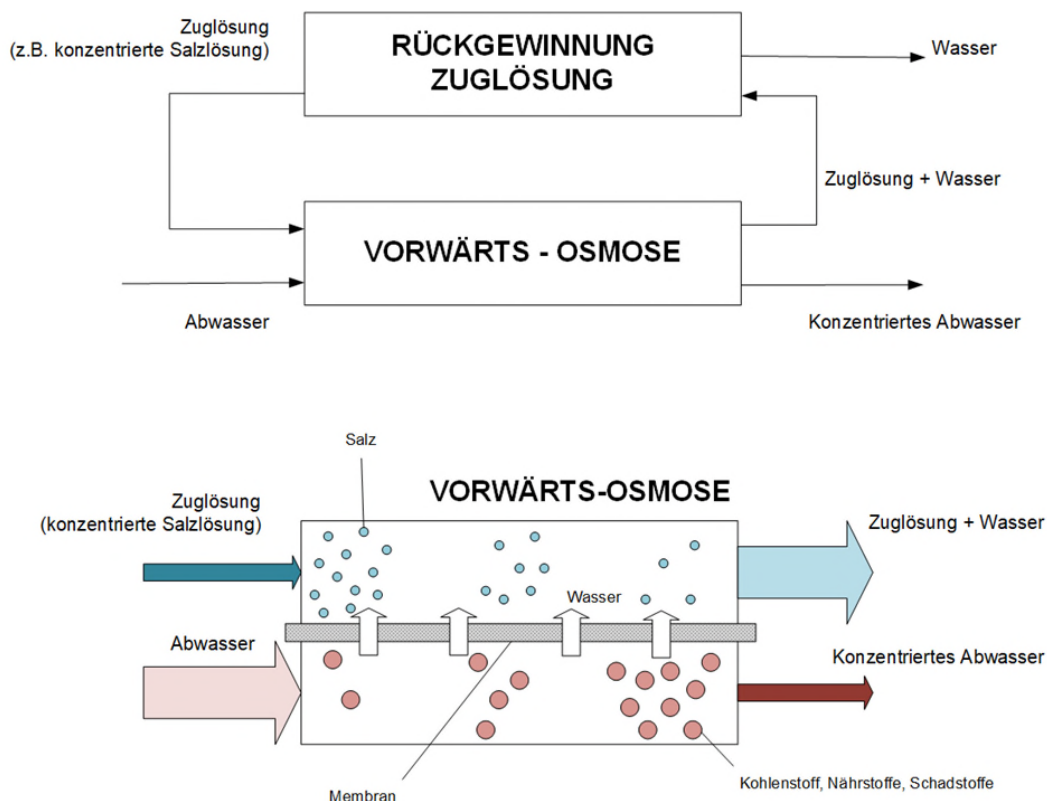 Zuglösung
(z.B. konzentrierte Salzlösung)
RÜCKGEWINNUNG
ZUGLÖSUNG
Wasser
Zuglösung + Wasser
VORWÄRTS - OSMOSE
Abwasser
Konzentriertes Abwasser
Salz
VORWÄRTS-OSMOSE
Zuglösung
(konzentrierte Salzlösung)
Zuglösung + Wasser
Wasser
Abwasser
Konzentriertes Abwasser
Kohlenstoff, Nährstoffe, Schadstoffe
Membran